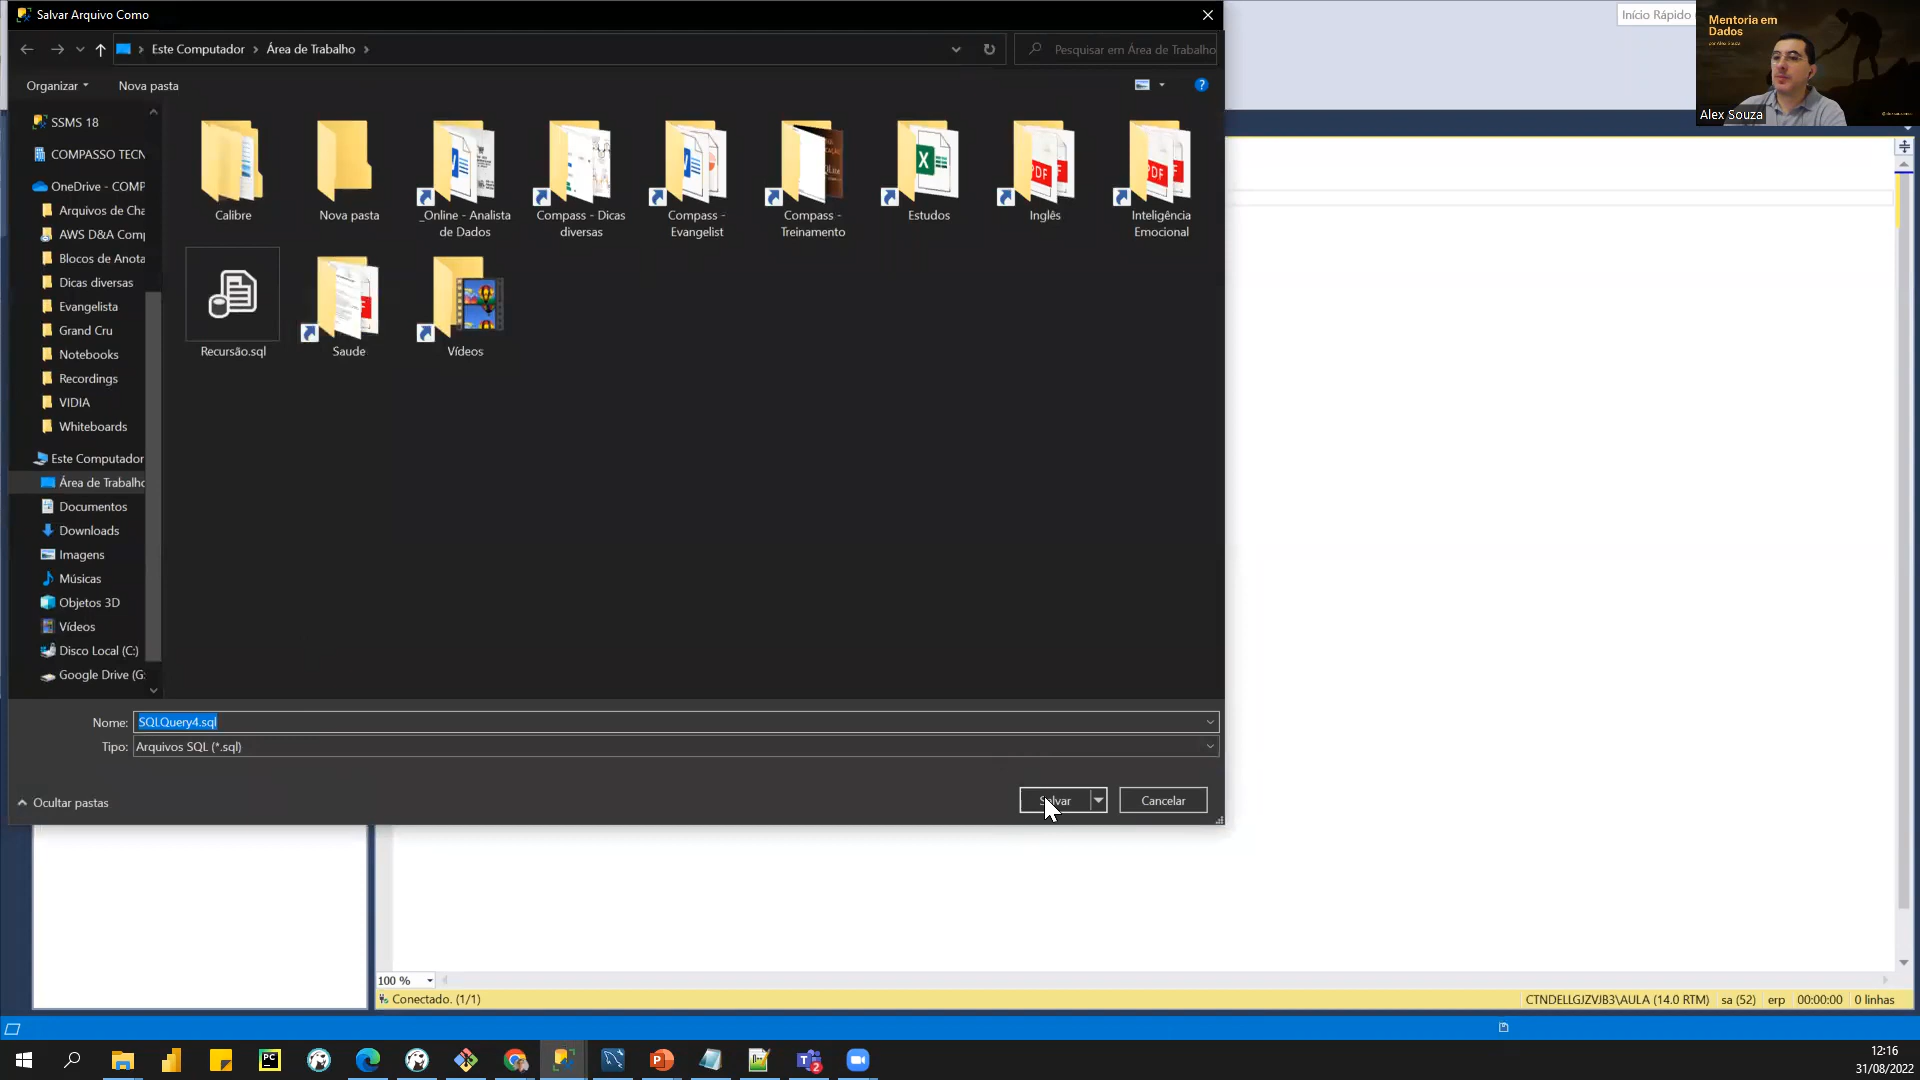 Salvar Arquivo Como
Início Rápido
Mentoria em
Dados
Alex Souza
Este Computador
Área de Trabalho
Pesquisar em Área de Trabalho
Organizar
Nova pasta
SSMS 18
COMPASSO TECN
OneDrive - COMP
Arquivos de Cha
AWS D&A Comp
Blocos de Anota
Dicas diversas
Evangelista
Grand Cru
Notebooks
Recordings
VIDIA
Whiteboards
Este Computador
Área de Trabalho
Documentos
Downloads
Imagens
Músicas
Objetos 3D
Vídeos
Disco Local (C:)
Google Drive (G:
Calibre
Nova pasta
_Online - Analista
de Dados
Compass - Dicas
diversas
Compass -
Evangelist
Compass -
Treinamento
Estudos
Inglês
Inteligência
Emocional
Recursão.sql
Saude
Vídeos
Nome: SQLQuery4.sql
Tipo: Arquivos SQL (*.sql)
Ocultar pastas
Salvar
Cancelar
100 %
Conectado. (1/1)
CTNDELLGJZVJB3\AULA (14.0 RTM)
sa (52)
erp
00:00:00
0 linhas
12:16
31/08/2022